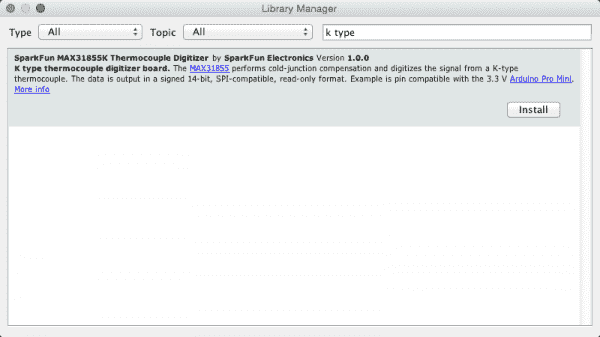 Library Manager
Type All Topic All k type
SparkFun MAX31855K Thermocouple Digitizer by SparkFun Electronics Version 1.0.0
K type thermocouple digitizer board. The MAX31855 performs cold-junction compensation and digitizes the signal from a K-type
thermocouple. The data is output in a signed 14-bit, SPI-compatible, read-only format. Example is pin compatible with the 3.3 V Arduino Pro Mini.
More info
Install